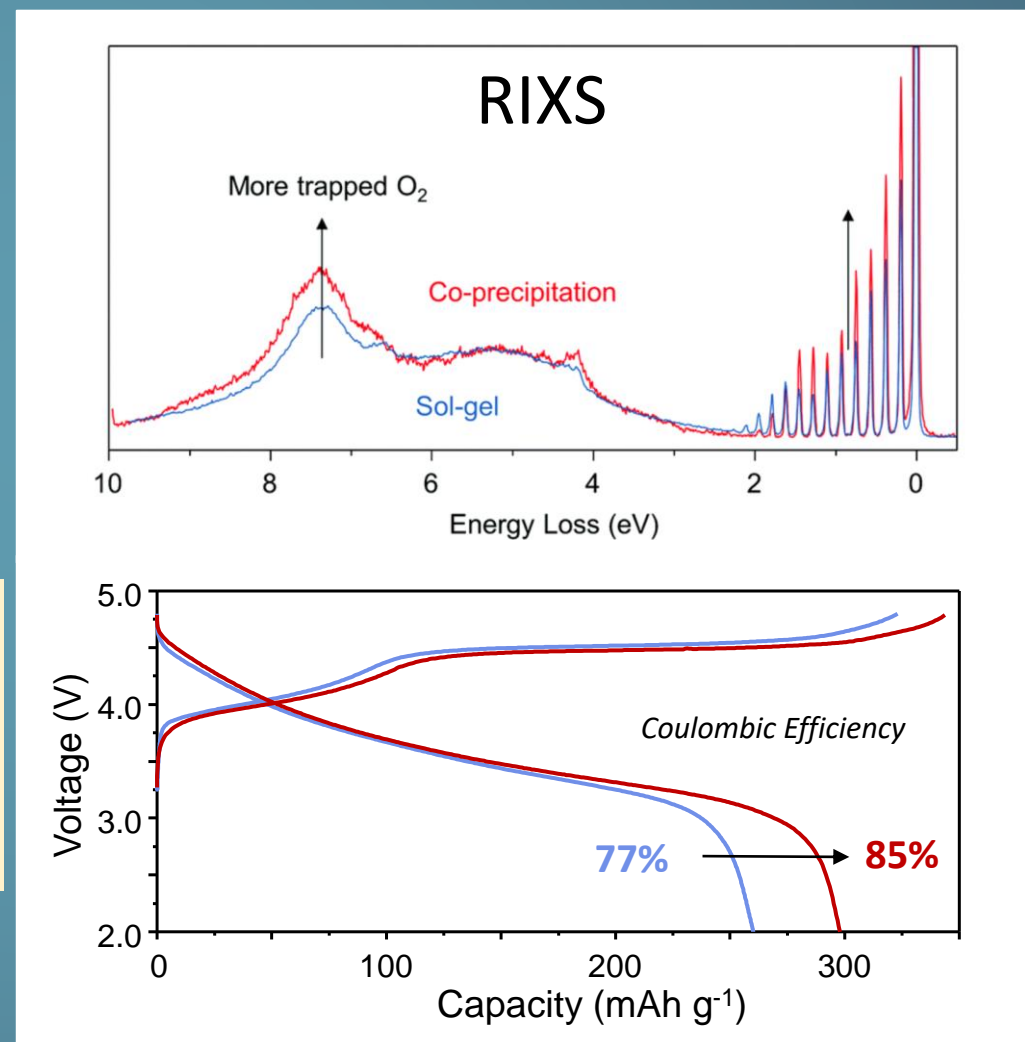 RIXS
More trapped O₂
Co-precipitation
Sol-gel
10 8 6 4 2 0
Energy Loss (eV)
5.0
4.0
3.0
2.0
Voltage (V)
Coulombic Efficiency
77% 85%
0 100 200 300
Capacity (mAh g⁻¹)